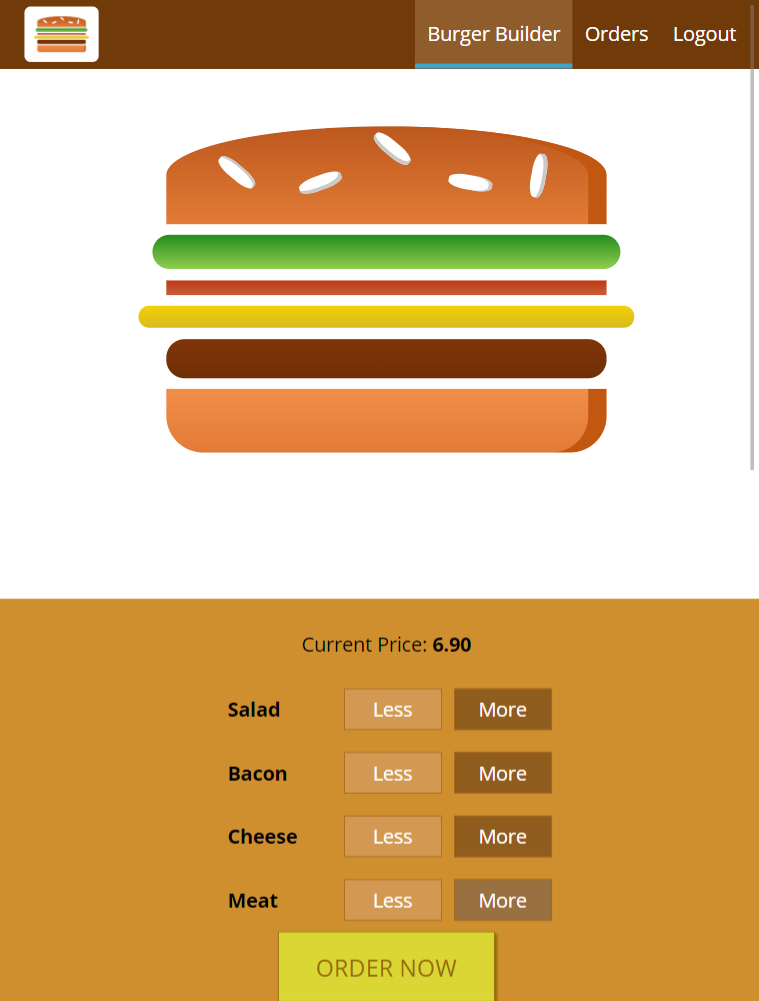 Burger Builder Orders Logout
Current Price: 6.90
Salad Less More
Bacon Less More
Cheese Less More
Meat Less More
ORDER NOW